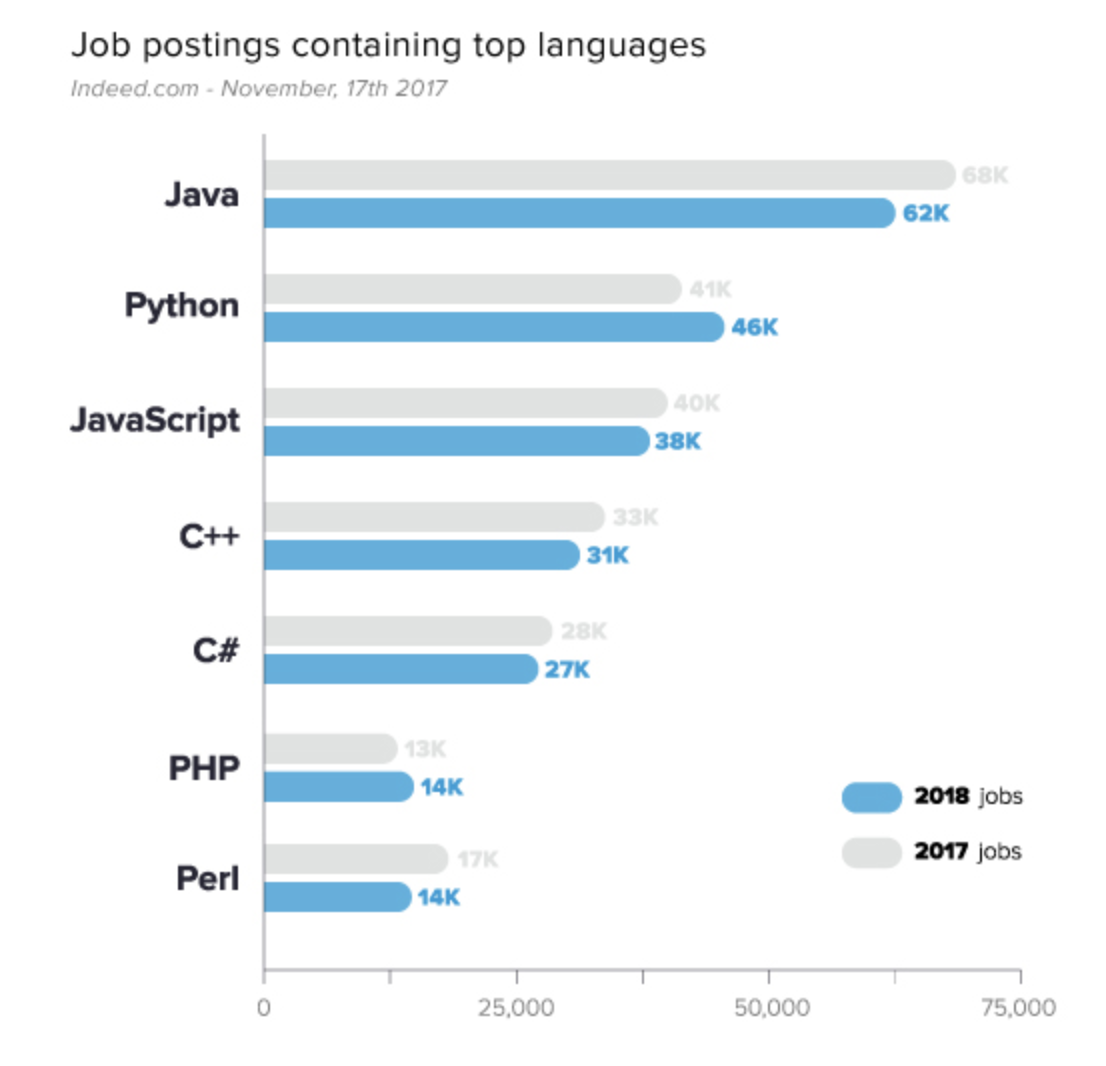 Job postings containing top languages
Indeed.com - November, 17th 2017
Java
68K
62K
Python
41K
46K
JavaScript
40K
38K
C++
33K
31K
C#
28K
27K
PHP
13K
14K
Perl
17K
14K
2018 jobs
2017 jobs
0 25,000 50,000 75,000